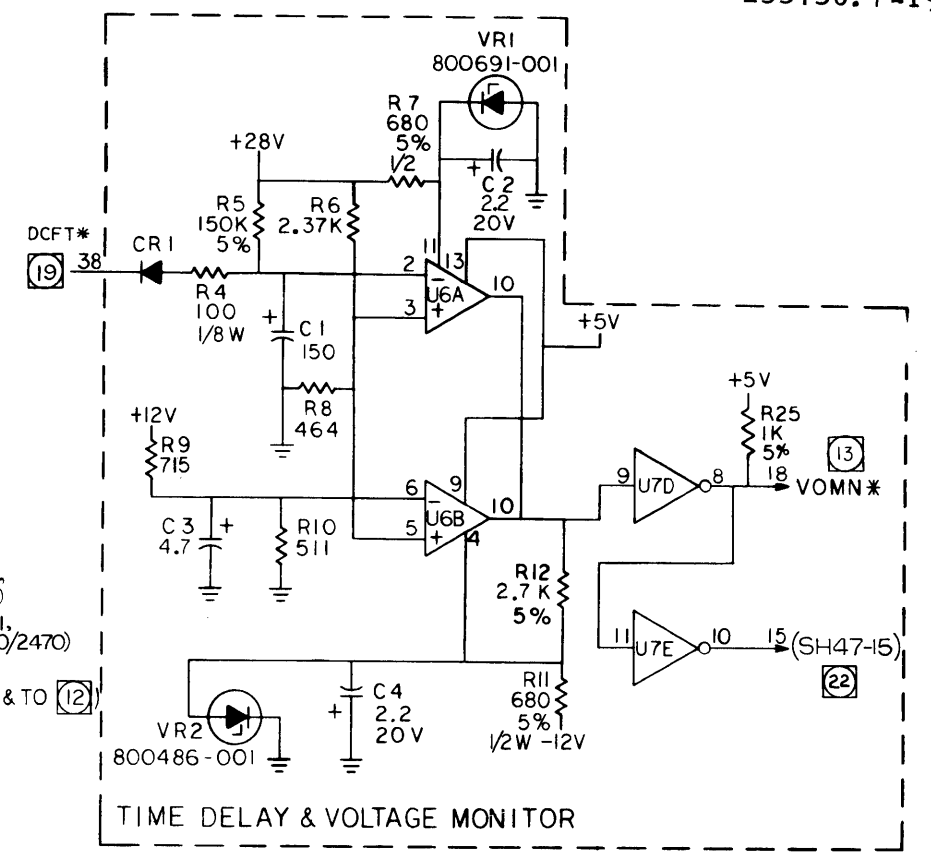 VR1
800691-001
R7
680
5%
1/2
+28V
+
C2
2.2
20V
R5
150K
5%
R6
2.37K
DCFT*
19
38
CR1
R4
100
1/8W
+
C1
150
R8
464
11
13
2
−
U6A
10
3
+
+5V
+12V
R9
715
+5V
R25
1K
5%
13
18
VOMN*
9
U7D
8
6
−
9
U6B
10
5
+
4
C3
4.7
+
R10
511
R12
2.7K
5%
11
U7E
10
15
(SH47-15)
22
0/2470)
& TO 12)
VR2
800486-001
C4
+
2.2
20V
R11
680
5%
1/2W -12V
TIME DELAY & VOLTAGE MONITOR